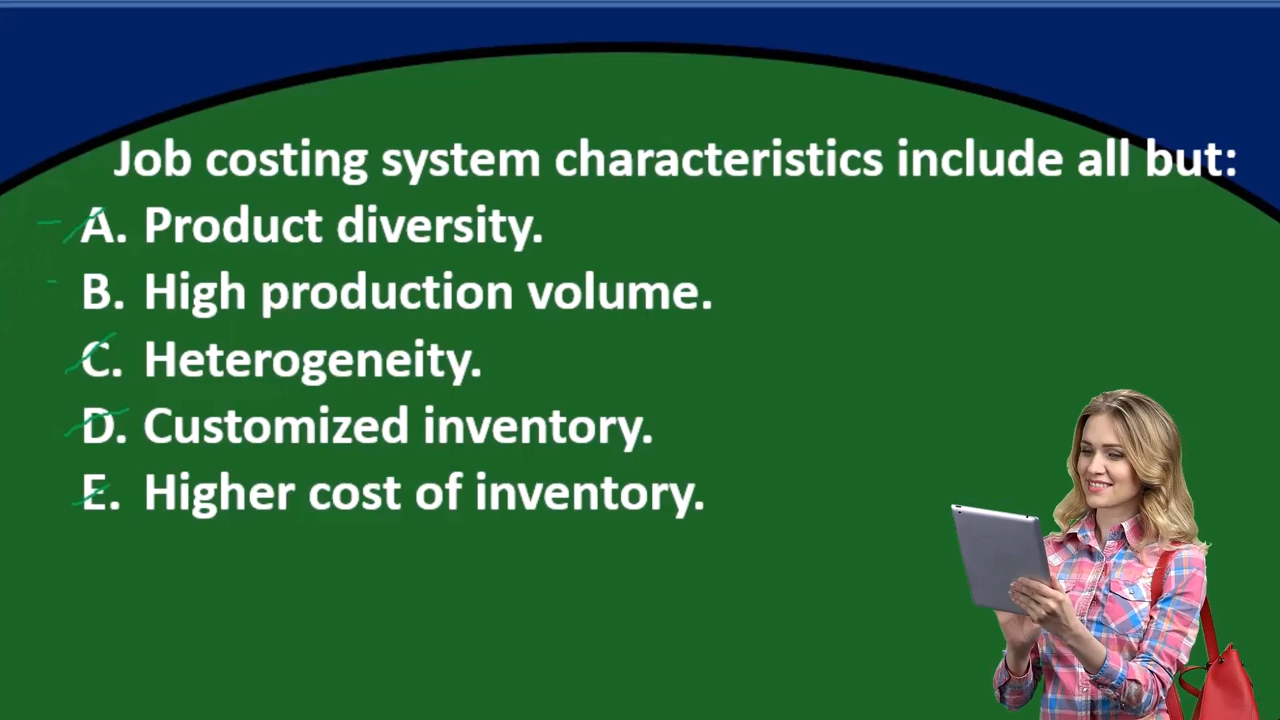 Job costing system characteristics include all but:
A. Product diversity.
B. High production volume.
C. Heterogeneity.
D. Customized inventory.
E. Higher cost of inventory.